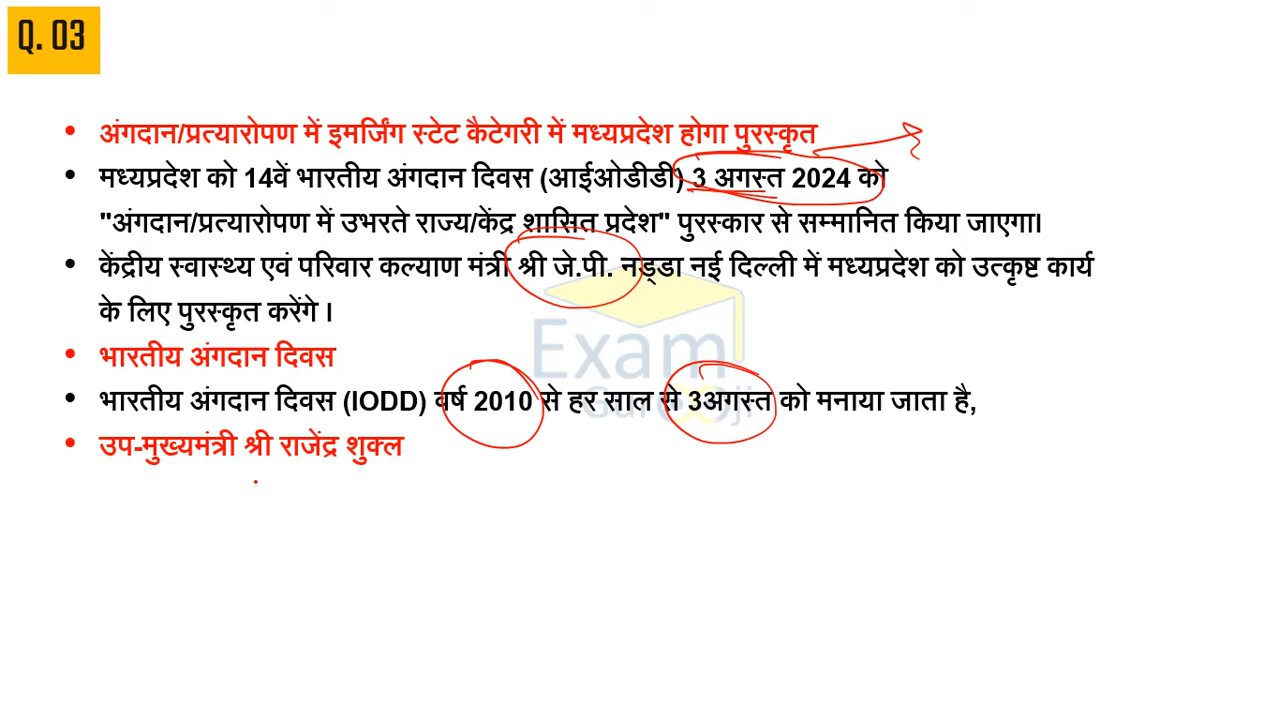 Q. 03
• अंगदान/प्रत्यारोपण में इमर्जिंग स्टेट कैटेगरी में मध्यप्रदेश होगा पुरस्कृत
• मध्यप्रदेश को 14वें भारतीय अंगदान दिवस (आईओडीडी) 3 अगस्त 2024 को
"अंगदान/प्रत्यारोपण में उभरते राज्य/केंद्र शासित प्रदेश" पुरस्कार से सम्मानित किया जाएगा।
• केंद्रीय स्वास्थ्य एवं परिवार कल्याण मंत्री श्री जे.पी. नड्डा नई दिल्ली में मध्यप्रदेश को उत्कृष्ट कार्य
के लिए पुरस्कृत करेंगे ।
Exam
• भारतीय अंगदान दिवस
• भारतीय अंगदान दिवस (IODD) वर्ष 2010 से हर साल से 3अगस्त को मनाया जाता है,
• उप-मुख्यमंत्री श्री राजेंद्र शुक्ल